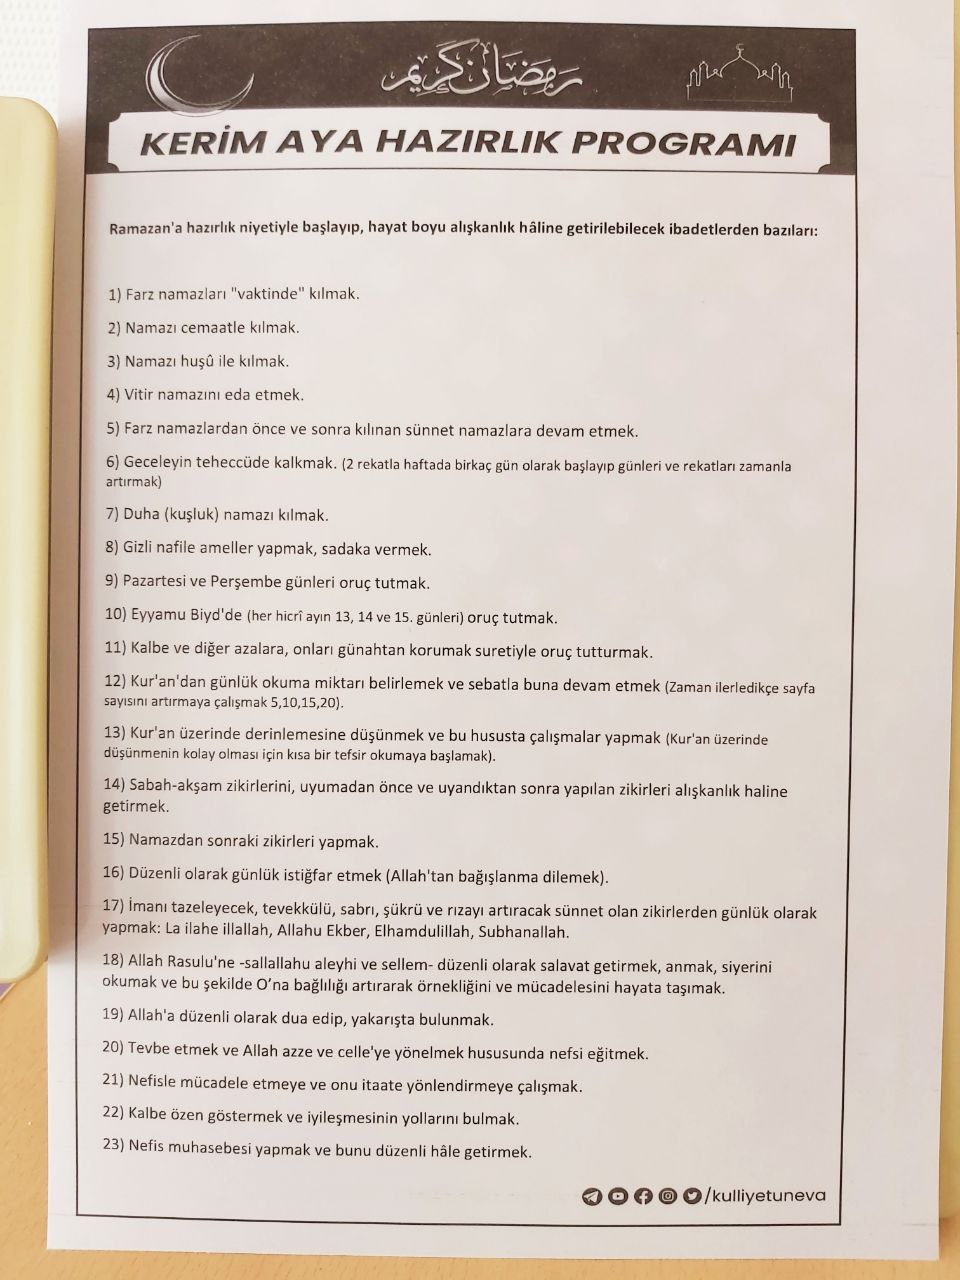 رمضان كريم
KERİM AYA HAZIRLIK PROGRAMI
Ramazan'a hazırlık niyetiyle başlayıp, hayat boyu alışkanlık hâline getirilebilecek ibadetlerden bazıları:
1) Farz namazları "vaktinde" kılmak.
2) Namazı cemaatle kılmak.
3) Namazı huşû ile kılmak.
4) Vitir namazını eda etmek.
5) Farz namazlardan önce ve sonra kılınan sünnet namazlara devam etmek.
6) Geceleyin teheccüde kalkmak. (2 rekatla haftada birkaç gün olarak başlayıp günleri ve rekatları zamanla
artırmak)
7) Duha (kuşluk) namazı kılmak.
8) Gizli nafile ameller yapmak, sadaka vermek.
9) Pazartesi ve Perşembe günleri oruç tutmak.
10) Eyyamu Biyd'de (her hicrî ayın 13, 14 ve 15. günleri) oruç tutmak.
11) Kalbe ve diğer azalara, onları günahtan korumak suretiyle oruç tutturmak.
12) Kur'an'dan günlük okuma miktarı belirlemek ve sebatla buna devam etmek (Zaman ilerledikçe sayfa
sayısını artırmaya çalışmak 5,10,15,20).
13) Kur'an üzerinde derinlemesine düşünmek ve bu hususta çalışmalar yapmak (Kur'an üzerinde
düşünmenin kolay olması için kısa bir tefsir okumaya başlamak).
14) Sabah-akşam zikirlerini, uyumadan önce ve uyandıktan sonra yapılan zikirleri alışkanlık haline
getirmek.
15) Namazdan sonraki zikirleri yapmak.
16) Düzenli olarak günlük istiğfar etmek (Allah'tan bağışlanma dilemek).
17) İmanı tazeleyecek, tevekkülü, sabrı, şükrü ve rızayı artıracak sünnet olan zikirlerden günlük olarak
yapmak: La ilahe illallah, Allahu Ekber, Elhamdulillah, Subhanallah.
18) Allah Rasulu'ne -sallallahu aleyhi ve sellem- düzenli olarak salavat getirmek, anmak, siyerini
okumak ve bu şekilde O'na bağlılığı artırarak örnekliğini ve mücadelesini hayata taşımak.
19) Allah'a düzenli olarak dua edip, yakarışta bulunmak.
20) Tevbe etmek ve Allah azze ve celle'ye yönelmek hususunda nefsi eğitmek.
21) Nefisle mücadele etmeye ve onu itaate yönlendirmeye çalışmak.
22) Kalbe özen göstermek ve iyileşmesinin yollarını bulmak.
23) Nefis muhasebesi yapmak ve bunu düzenli hâle getirmek.
/kulliyetuneva